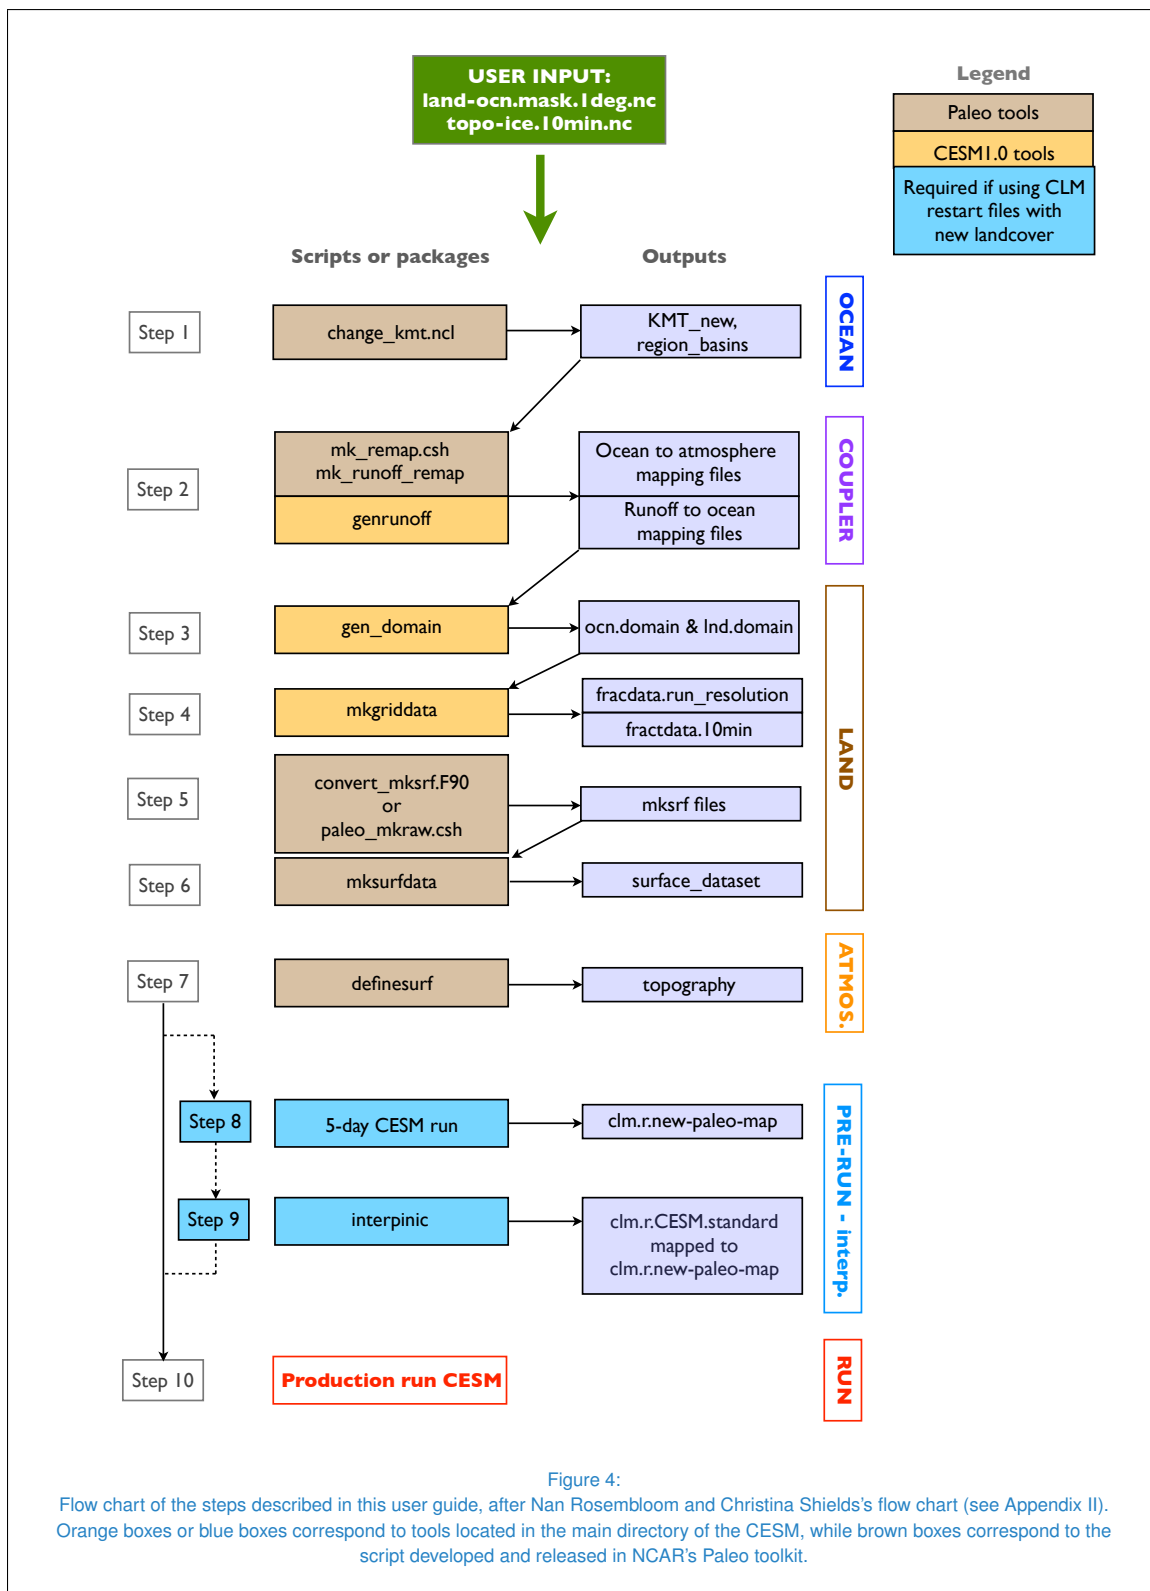 USER INPUT:
land-ocn.mask.1deg.nc
topo-ice.10min.nc
Legend
Paleo tools
CESM1.0 tools
Required if using CLM
restart files with
new landcover
Scripts or packages
Outputs
Step 1
change_kmt.ncl
KMT_new,
region_basins
OCEAN
Step 2
mk_remap.csh
mk_runoff_remap
genrunoff
Ocean to atmosphere
mapping files
Runoff to ocean
mapping files
COUPLER
Step 3
gen_domain
ocn.domain & lnd.domain
Step 4
mkgriddata
fracdata.run_resolution
fractdata.10min
LAND
Step 5
convert_mksrf.F90
or
paleo_mkraw.csh
mksrf files
Step 6
mksurfdata
surface_dataset
Step 7
definesurf
topography
ATMOS.
Step 8
5-day CESM run
clm.r.new-paleo-map
PRE-RUN - interp.
Step 9
interpinic
clm.r.CESM.standard
mapped to
clm.r.new-paleo-map
Step 10
Production run CESM
RUN
Figure 4:
Flow chart of the steps described in this user guide, after Nan Rosembloom and Christina Shields's flow chart (see Appendix II).
Orange boxes or blue boxes correspond to tools located in the main directory of the CESM, while brown boxes correspond to the
script developed and released in NCAR's Paleo toolkit.